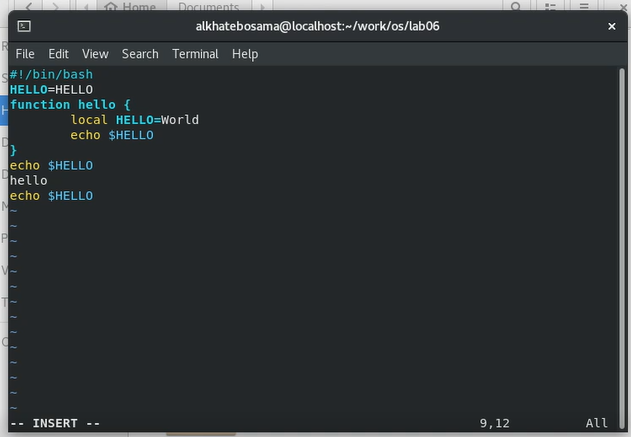 Home Documents
alkhatebosama@localhost:~/work/os/lab06
File Edit View Search Terminal Help
#!/bin/bash
HELLO=HELLO
function hello {
        local HELLO=World
        echo $HELLO
}
echo $HELLO
hello
echo $HELLO
~
~
~
~
~
~
~
~
~
~
~
~
~
~
-- INSERT -- 9,12 All